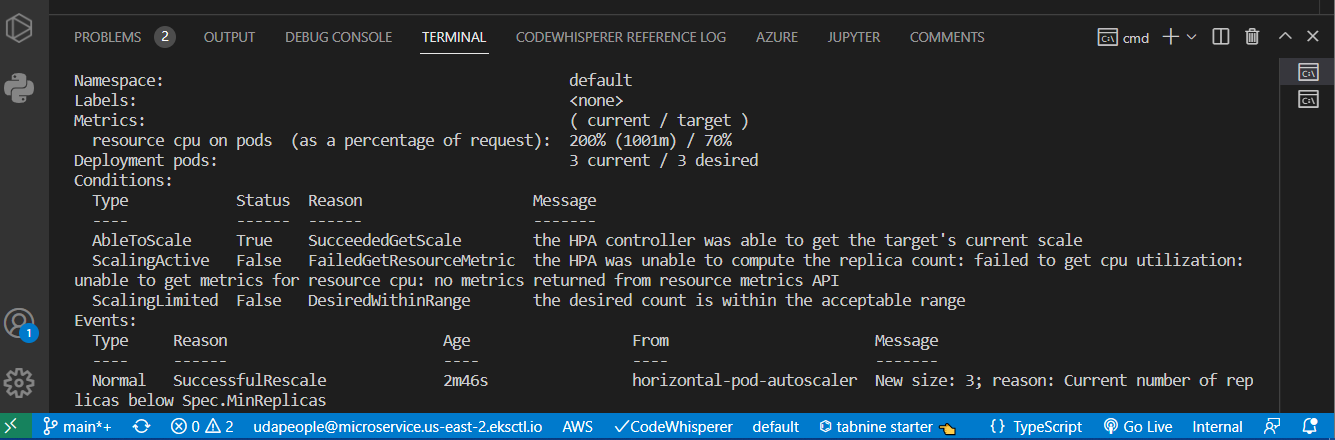 PROBLEMS 2 OUTPUT DEBUG CONSOLE TERMINAL CODEWHISPERER REFERENCE LOG AZURE JUPYTER COMMENTS cmd
Namespace: default
Labels: <none>
Metrics: ( current / target )
resource cpu on pods (as a percentage of request): 200% (1001m) / 70%
Deployment pods: 3 current / 3 desired
Conditions:
Type Status Reason Message
---- ------ ------ -------
AbleToScale True SucceededGetScale the HPA controller was able to get the target's current scale
ScalingActive False FailedGetResourceMetric the HPA was unable to compute the replica count: failed to get cpu utilization:
unable to get metrics for resource cpu: no metrics returned from resource metrics API
ScalingLimited False DesiredWithinRange the desired count is within the acceptable range
Events:
Type Reason Age From Message
---- ------ ---- ---- -------
Normal SuccessfulRescale 2m46s horizontal-pod-autoscaler New size: 3; reason: Current number of rep
licas below Spec.MinReplicas
1
main*+ 0 2 udapeople@microservice.us-east-2.eksctl.io AWS CodeWhisperer default tabnine starter {} TypeScript Go Live Internal